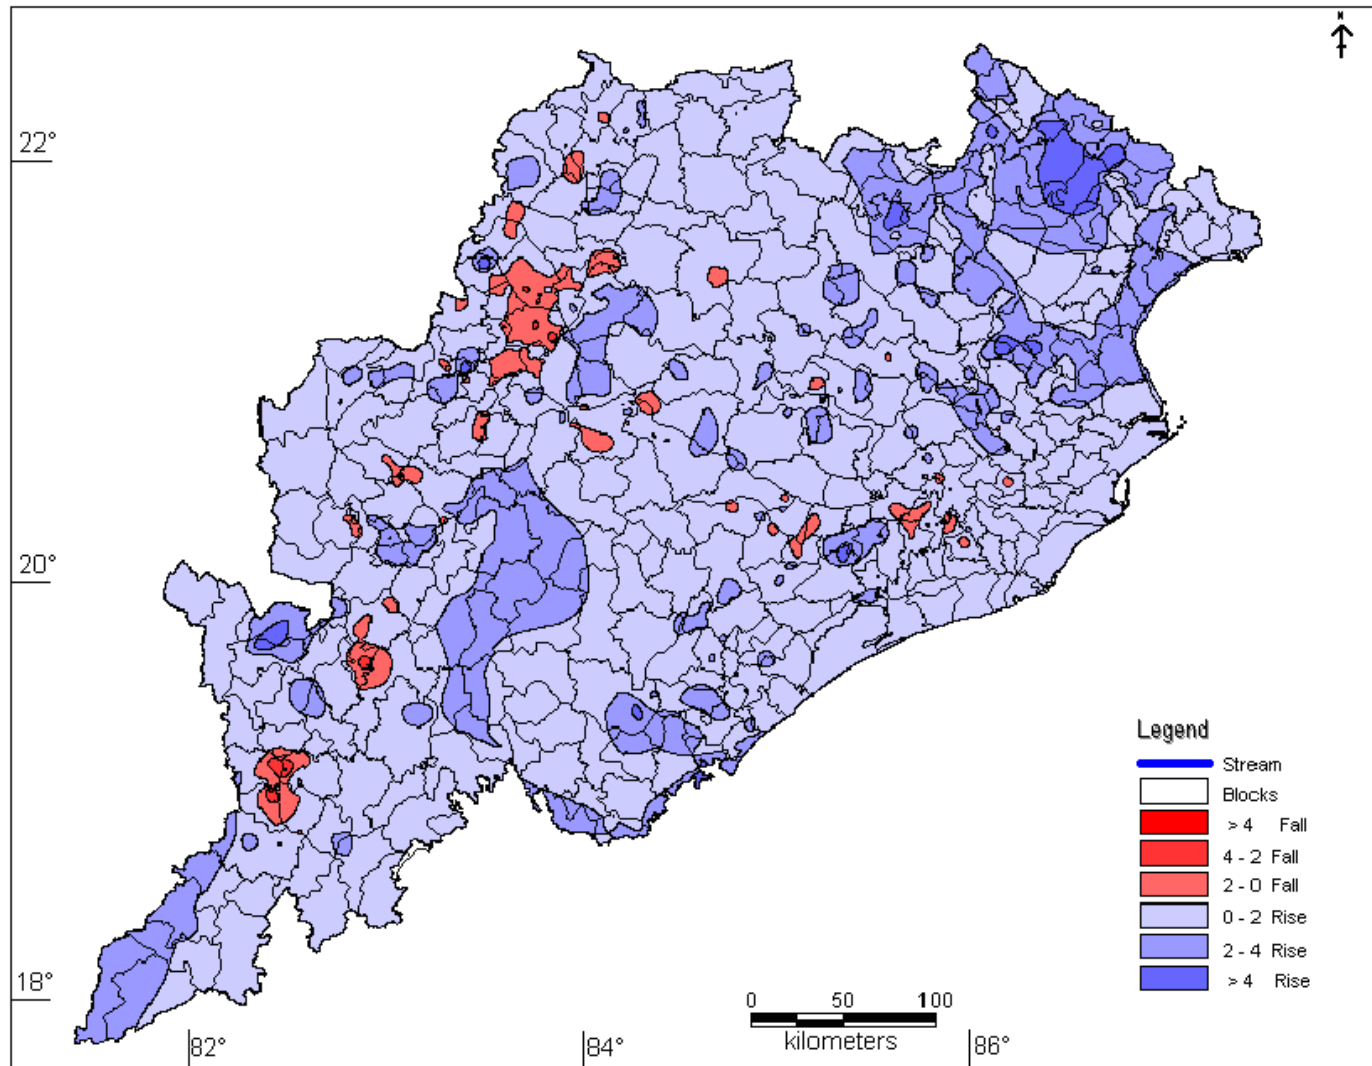 N
22°
20°
18°
82°
84°
86°
0 50 100
kilometers
Legend
Stream
Blocks
> 4 Fall
4 - 2 Fall
2 - 0 Fall
0 - 2 Rise
2 - 4 Rise
> 4 Rise